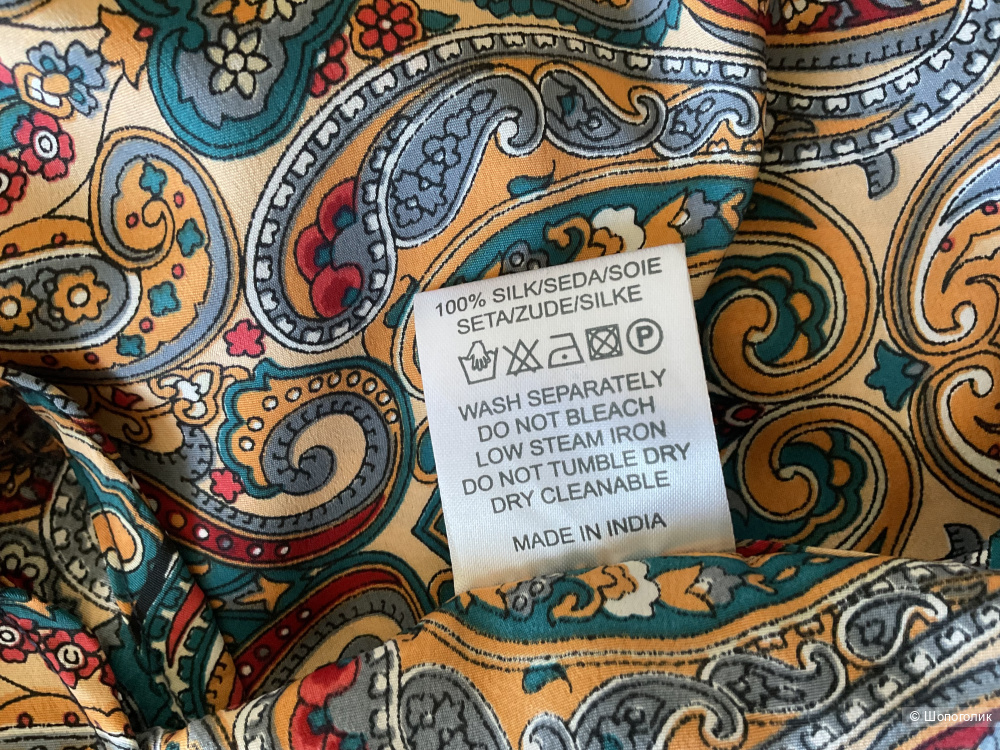 100% SILK/SEDA/SOIE
SETA/ZUDE/SILKE
P
WASH SEPARATELY
DO NOT BLEACH
LOW STEAM IRON
DO NOT TUMBLE DRY
DRY CLEANABLE
MADE IN INDIA
© Шопоголик